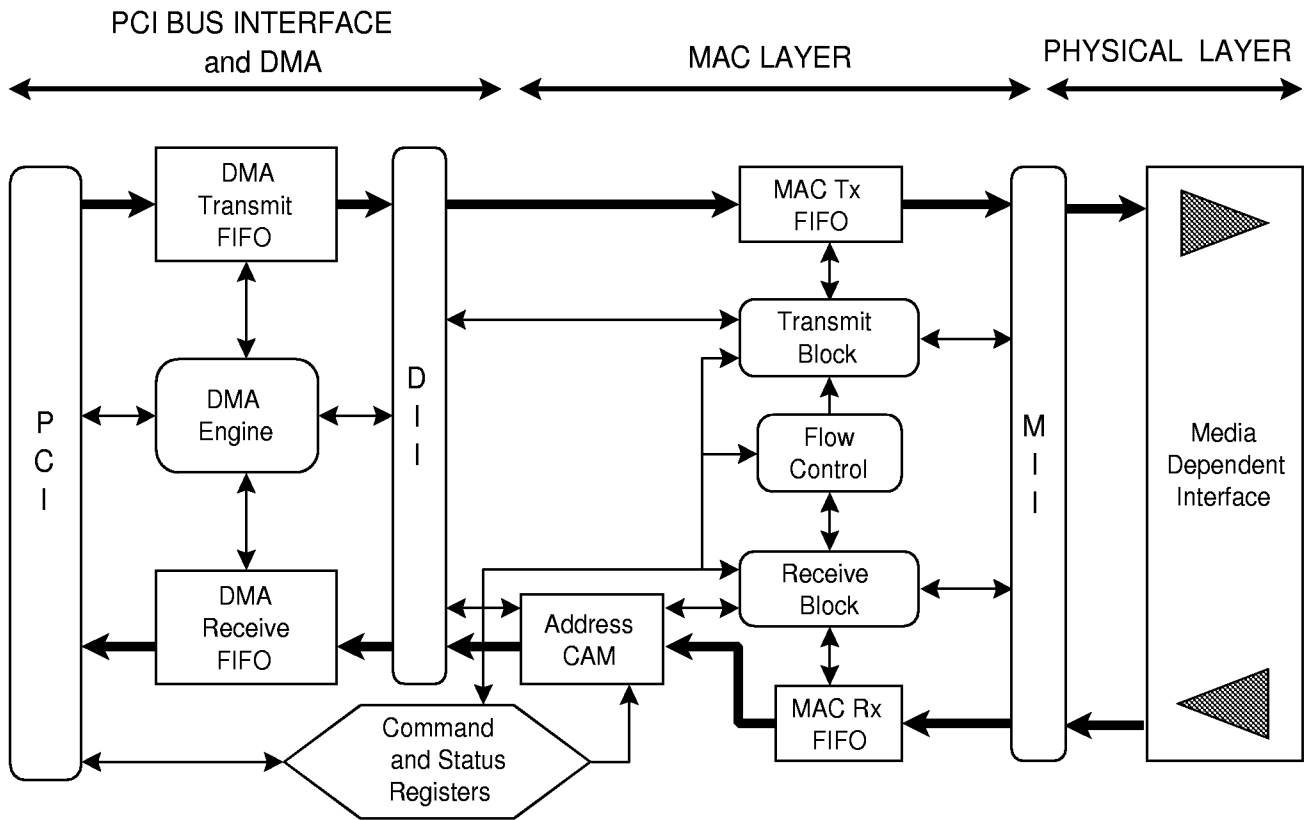 PCI BUS INTERFACE
and DMA
MAC LAYER
PHYSICAL LAYER
DMA
Transmit
FIFO
MAC Tx
FIFO
Transmit
Block
D
I
I
P
C
I
DMA
Engine
Flow
Control
M
I
I
Media
Dependent
Interface
DMA
Receive
FIFO
Receive
Block
Address
CAM
MAC Rx
FIFO
Command
and Status
Registers